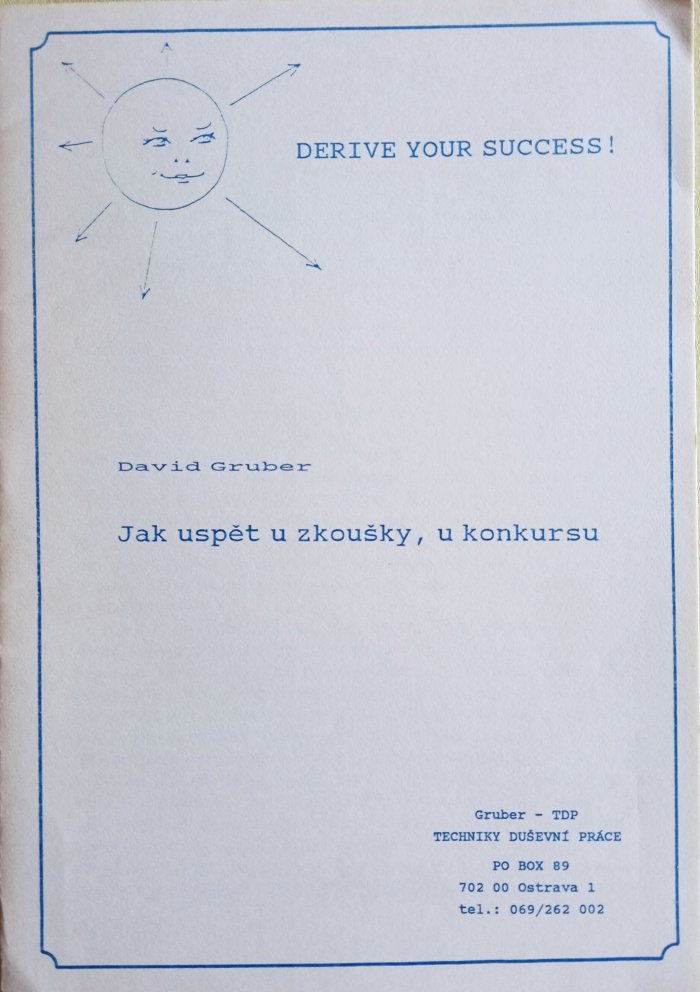 DERIVE YOUR SUCCESS!
David Gruber
Jak uspět u zkoušky, u konkursu
Gruber - TDP
TECHNIKY DUŠEVNÍ PRÁCE
PO BOX 89
702 00 Ostrava 1
tel.: 069/262 002